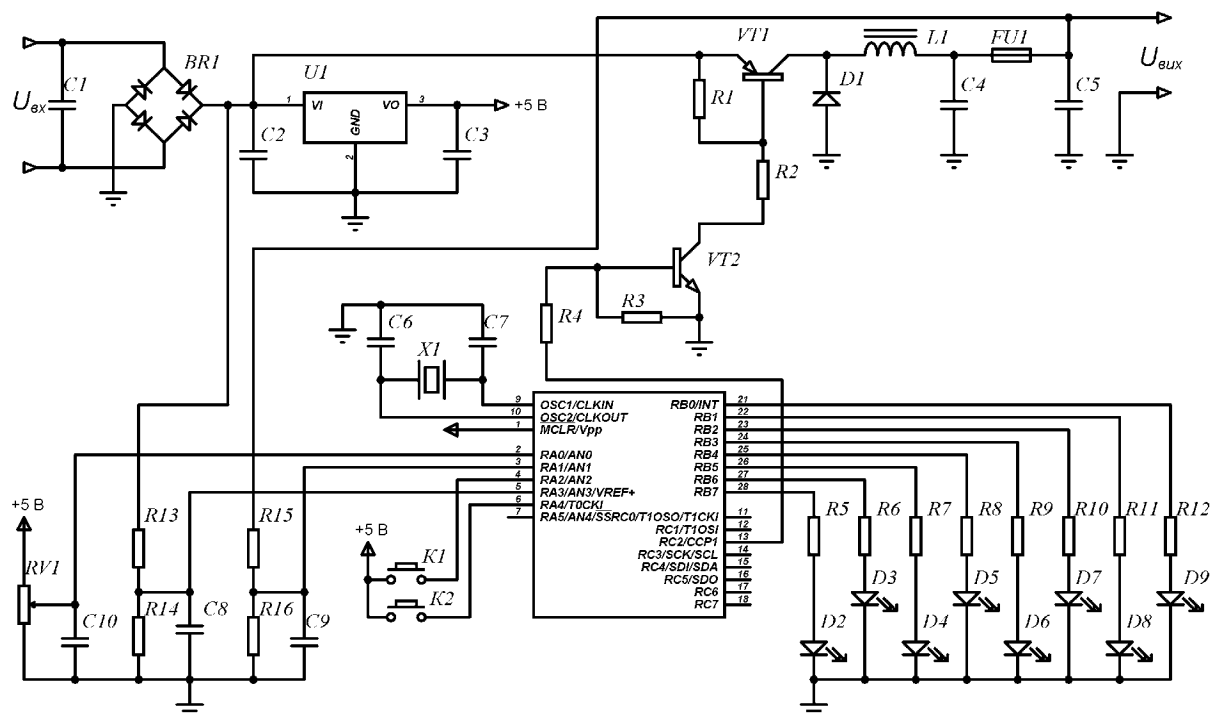 VT1
L1
FU1
C1
BR1
U1
Uвх
Uвих
1
VI
VO
3
+5 В
GND
2
R1
D1
C4
C5
C2
C3
R2
VT2
R4
R3
C6
C7
X1
9
OSC1/CLKIN
RB0/INT
21
10
OSC2/CLKOUT
RB1
22
1
MCLR/Vpp
RB2
23
RB3
24
2
RA0/AN0
RB4
25
3
RA1/AN1
RB5
26
4
RA2/AN2
RB6
27
5
RA3/AN3/VREF+
RB7
28
6
RA4/T0CKI
7
RA5/AN4/SSRC0/T1OSO/T1CKI
11
RC1/T1OSI
12
RC2/CCP1
13
RC3/SCK/SCL
14
RC4/SDI/SDA
15
RC5/SDO
16
RC6
17
RC7
18
+5 В
R13
R15
+5 В
K1
K2
RV1
C10
R14
C8
R16
C9
R5
R6
R7
R8
R9
R10
R11
R12
D3
D5
D7
D9
D2
D4
D6
D8